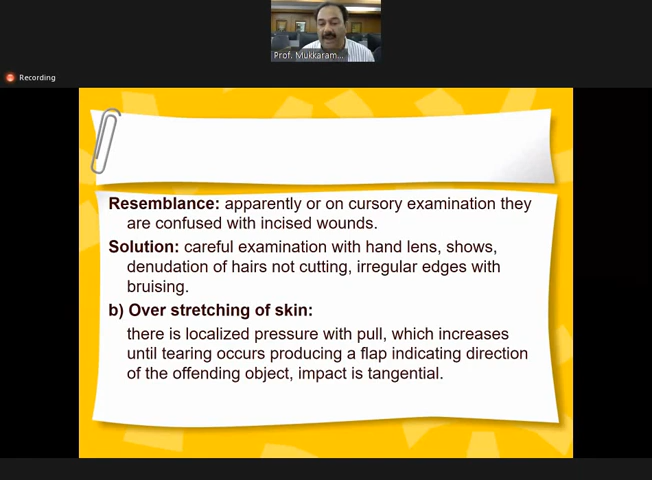 Prof. Mukkaram...
Recording
Resemblance: apparently or on cursory examination they
are confused with incised wounds.
Solution: careful examination with hand lens, shows,
denudation of hairs not cutting, irregular edges with
bruising.
b) Over stretching of skin:
there is localized pressure with pull, which increases
until tearing occurs producing a flap indicating direction
of the offending object, impact is tangential.